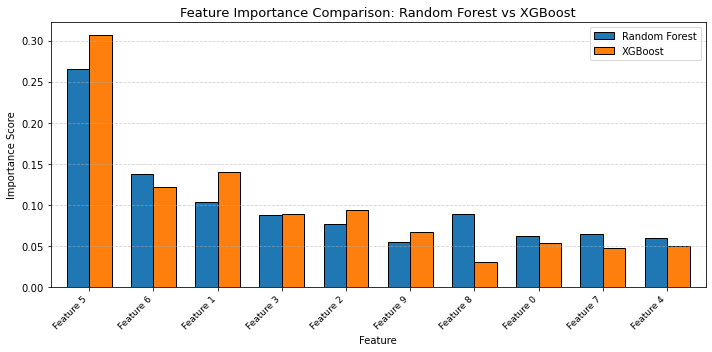 Feature Importance Comparison: Random Forest vs XGBoost
Random Forest
XGBoost
Importance Score
0.30
0.25
0.20
0.15
0.10
0.05
0.00
Feature 5
Feature 6
Feature 1
Feature 3
Feature 2
Feature 9
Feature 8
Feature 0
Feature 7
Feature 4
Feature